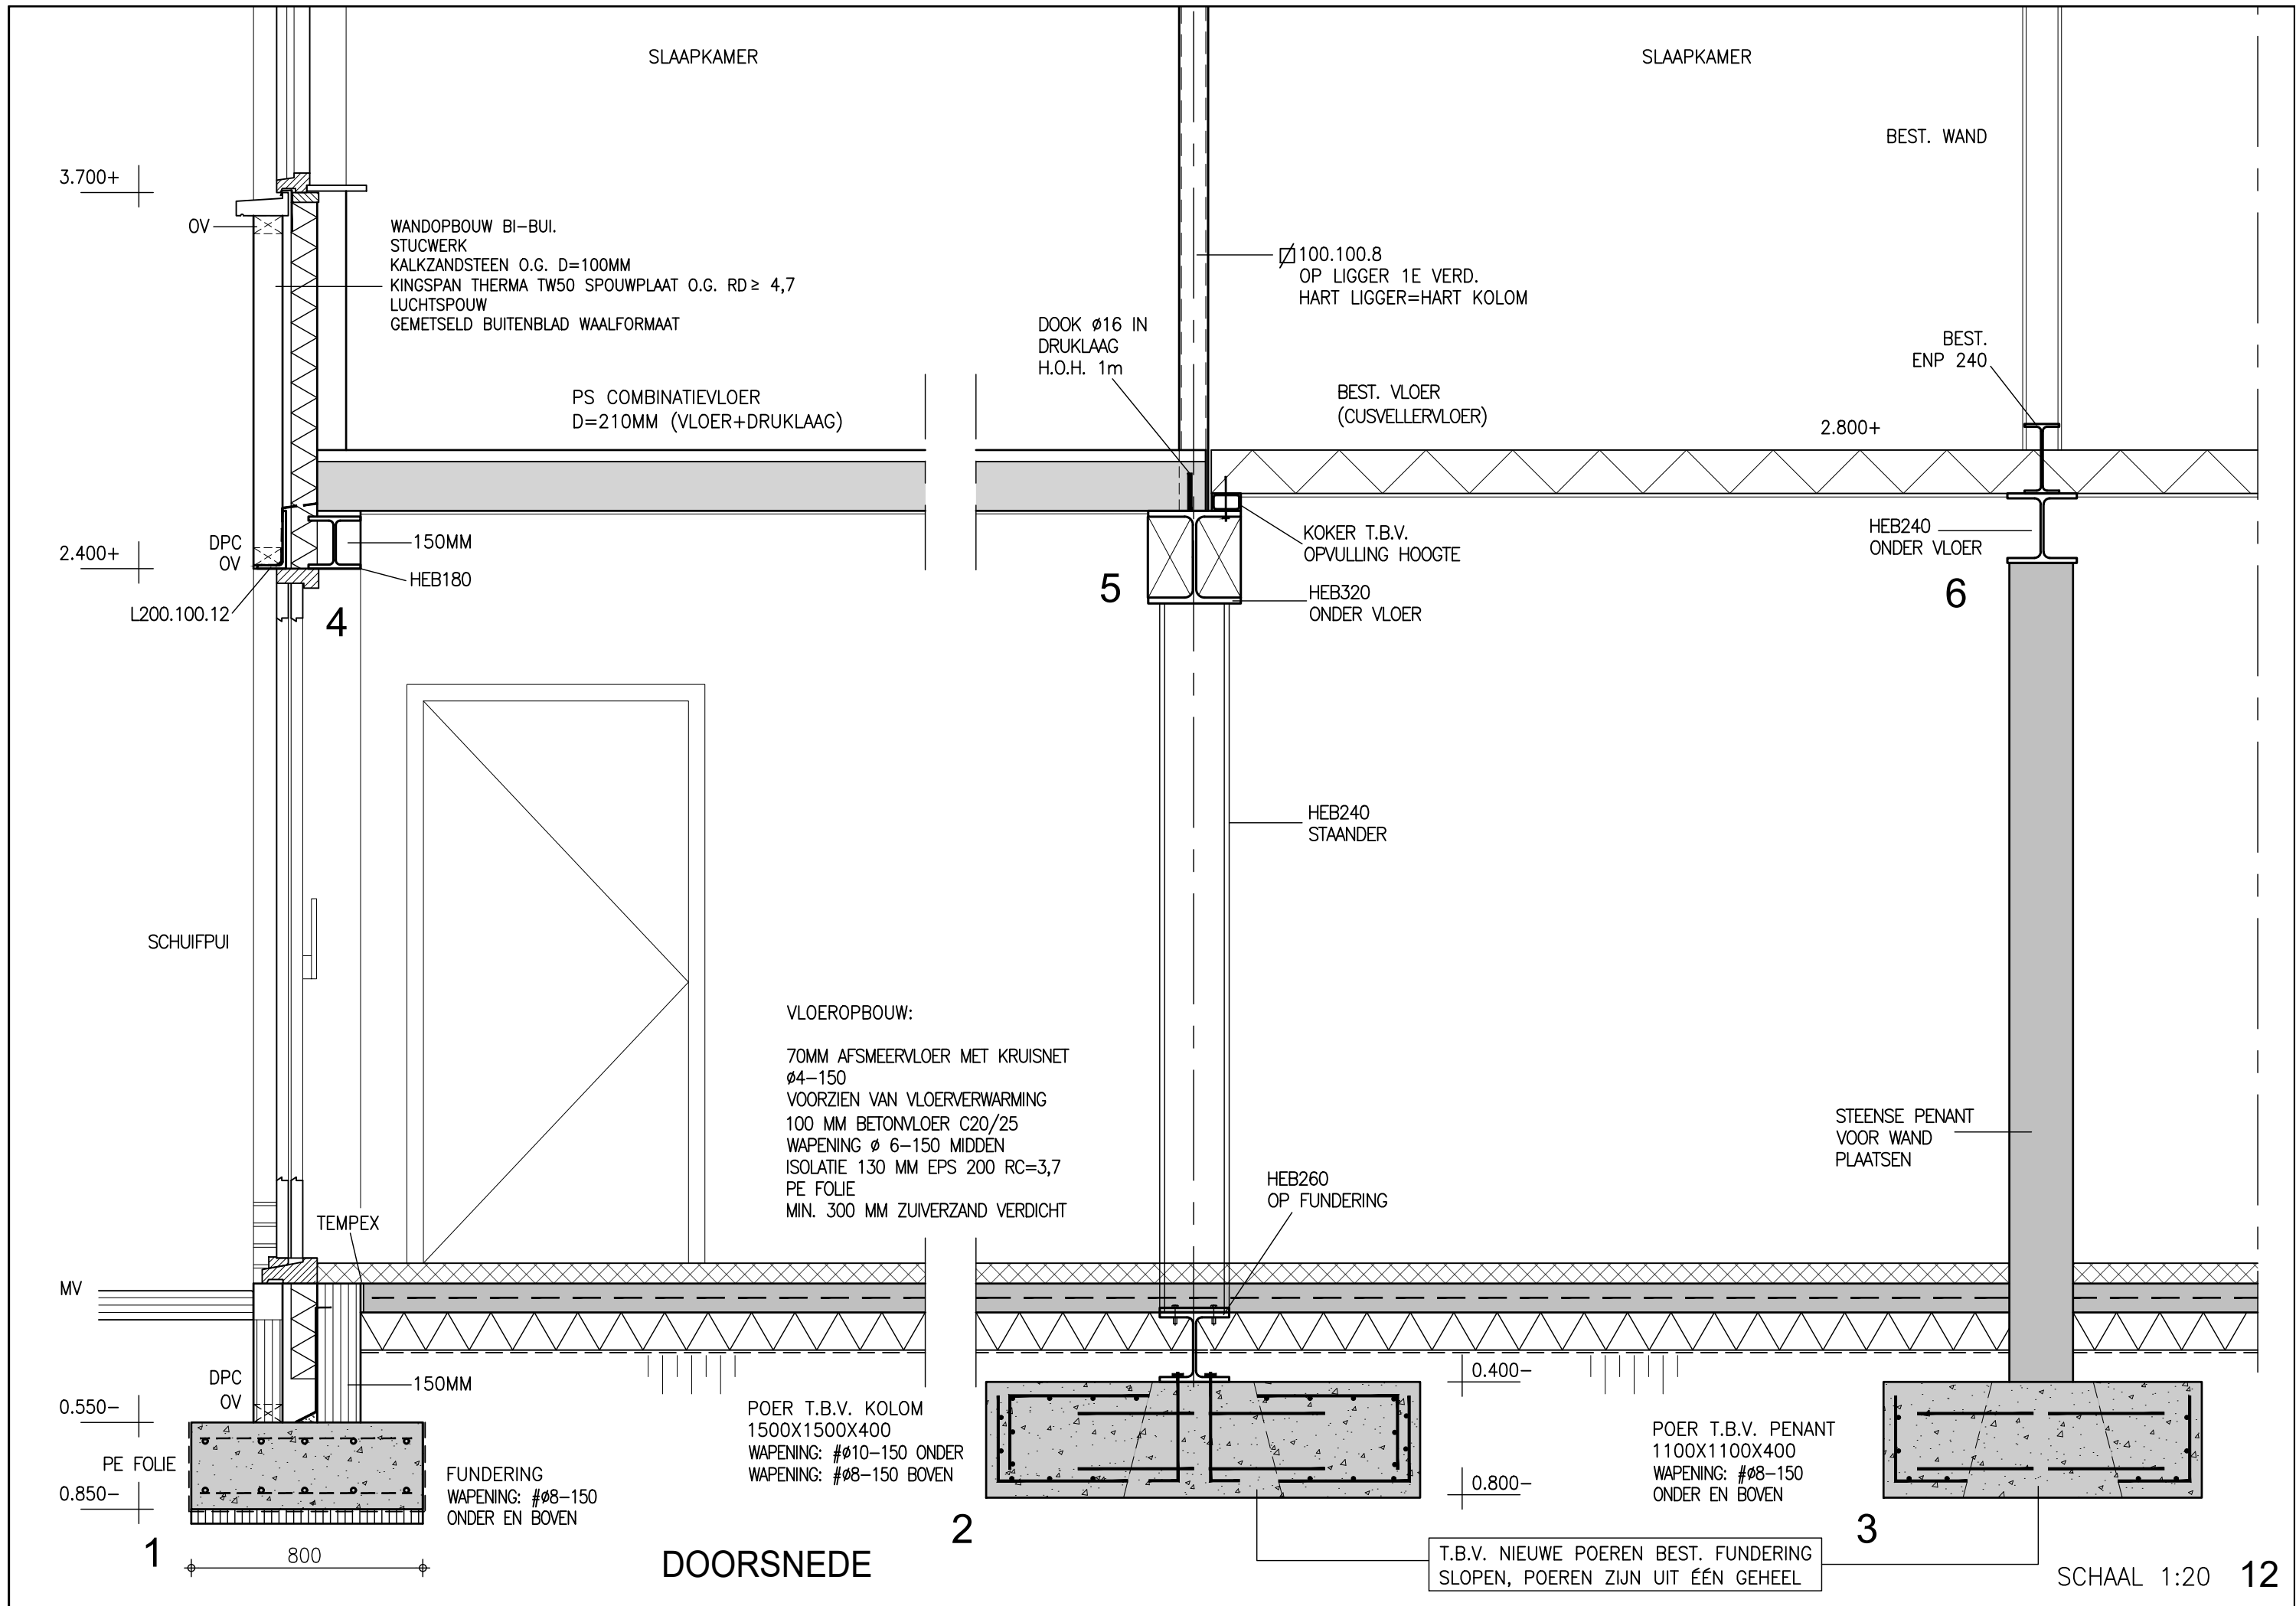 SLAAPKAMER
SLAAPKAMER
BEST. WAND
3.700+
OV
WANDOPBOUW BI-BUI.
STUCWERK
KALKZANDSTEEN O.G. D=100MM
KINGSPAN THERMA TW50 SPOUWPLAAT O.G. RD ≥ 4,7
LUCHTSPOUW
GEMETSELD BUITENBLAD WAALFORMAAT
100.100.8
OP LIGGER 1E VERD.
HART LIGGER=HART KOLOM
DOOK ø16 IN
DRUKLAAG
H.O.H. 1m
BEST.
ENP 240
PS COMBINATIEVLOER
D=210MM (VLOER+DRUKLAAG)
BEST. VLOER
(CUSVELLERVLOER)
2.800+
DPC
OV
2.400+
150MM
HEB180
L200.100.12
4
5
KOKER T.B.V.
OPVULLING HOOGTE
HEB320
ONDER VLOER
HEB240
ONDER VLOER
6
HEB240
STAANDER
SCHUIFPUI
VLOEROPBOUW:
70MM AFSMEERVLOER MET KRUISNET
ø4-150
VOORZIEN VAN VLOERVERWARMING
100 MM BETONVLOER C20/25
WAPENING ø 6-150 MIDDEN
ISOLATIE 130 MM EPS 200 RC=3,7
PE FOLIE
MIN. 300 MM ZUIVERZAND VERDICHT
STEENSE PENANT
VOOR WAND
PLAATSEN
HEB260
OP FUNDERING
TEMPEX
MV
DPC
OV
150MM
0.550-
PE FOLIE
0.850-
FUNDERING
WAPENING: #ø8-150
ONDER EN BOVEN
POER T.B.V. KOLOM
1500X1500X400
WAPENING: #ø10-150 ONDER
WAPENING: #ø8-150 BOVEN
0.400-
0.800-
POER T.B.V. PENANT
1100X1100X400
WAPENING: #ø8-150
ONDER EN BOVEN
1
800
2
3
DOORSNEDE
T.B.V. NIEUWE POEREN BEST. FUNDERING
SLOPEN, POEREN ZIJN UIT ÉÉN GEHEEL
SCHAAL 1:20
12